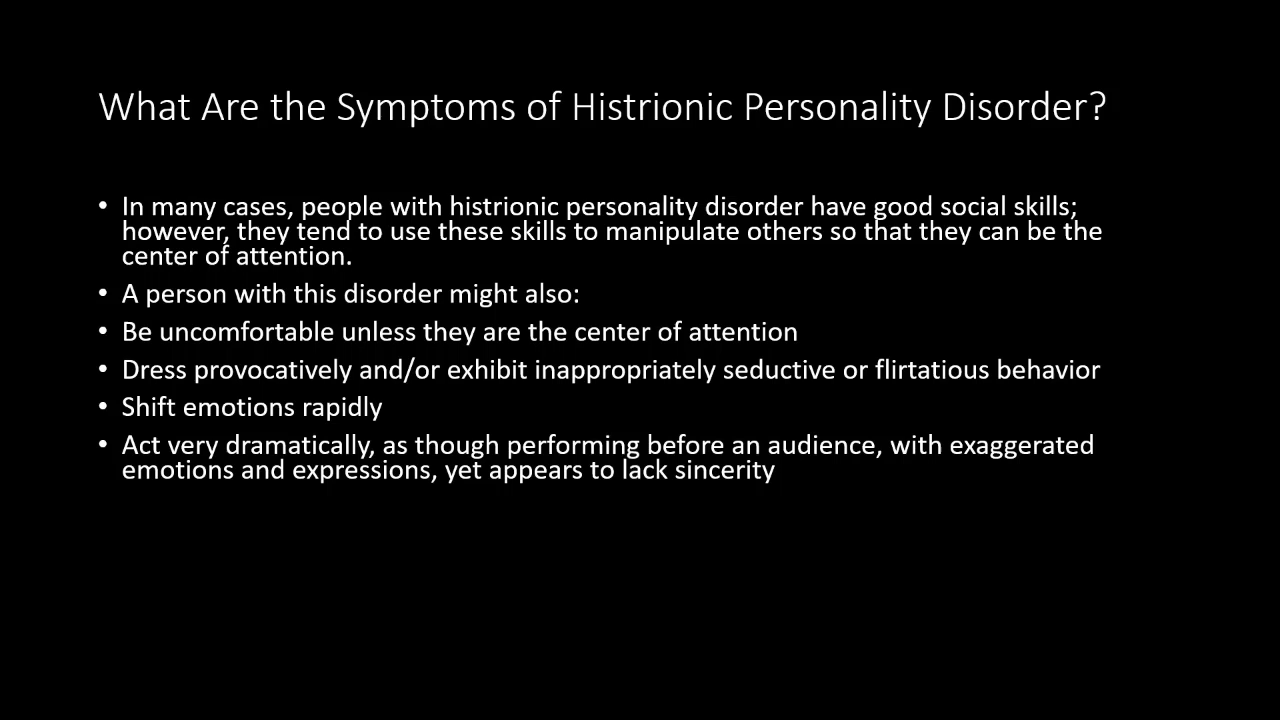 What Are the Symptoms of Histrionic Personality Disorder?
• In many cases, people with histrionic personality disorder have good social skills;
however, they tend to use these skills to manipulate others so that they can be the
center of attention.
• A person with this disorder might also:
• Be uncomfortable unless they are the center of attention
• Dress provocatively and/or exhibit inappropriately seductive or flirtatious behavior
• Shift emotions rapidly
• Act very dramatically, as though performing before an audience, with exaggerated
emotions and expressions, yet appears to lack sincerity